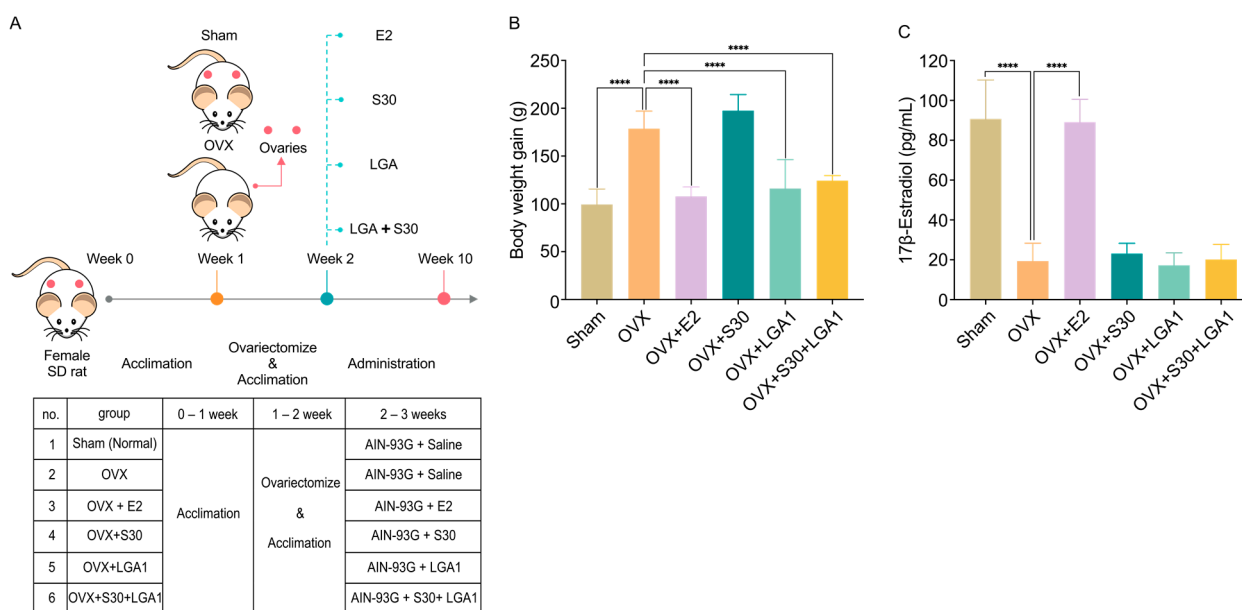 A
Sham
OVX
Ovaries
E2
S30
LGA
LGA + S30
Week 0
Week 1
Week 2
Week 10
Female
SD rat
Acclimation
Ovariectomize
&
Acclimation
Administration
no.
group
0 – 1 week
1 – 2 week
2 – 3 weeks
1
Sham (Normal)
AIN-93G + Saline
2
OVX
AIN-93G + Saline
3
OVX + E2
AIN-93G + E2
4
OVX+S30
AIN-93G + S30
5
OVX+LGA1
AIN-93G + LGA1
6
OVX+S30+LGA1
AIN-93G + S30+ LGA1
Acclimation
Ovariectomize
&
Acclimation
B
Body weight gain (g)
250
200
150
100
50
0
****
****
****
****
Sham
OVX
OVX+E2
OVX+S30
OVX+LGA1
OVX+S30+LGA1
C
17β-Estradiol (pg/mL)
120
100
80
60
40
20
0
****
****
Sham
OVX
OVX+E2
OVX+S30
OVX+LGA1
OVX+S30+LGA1